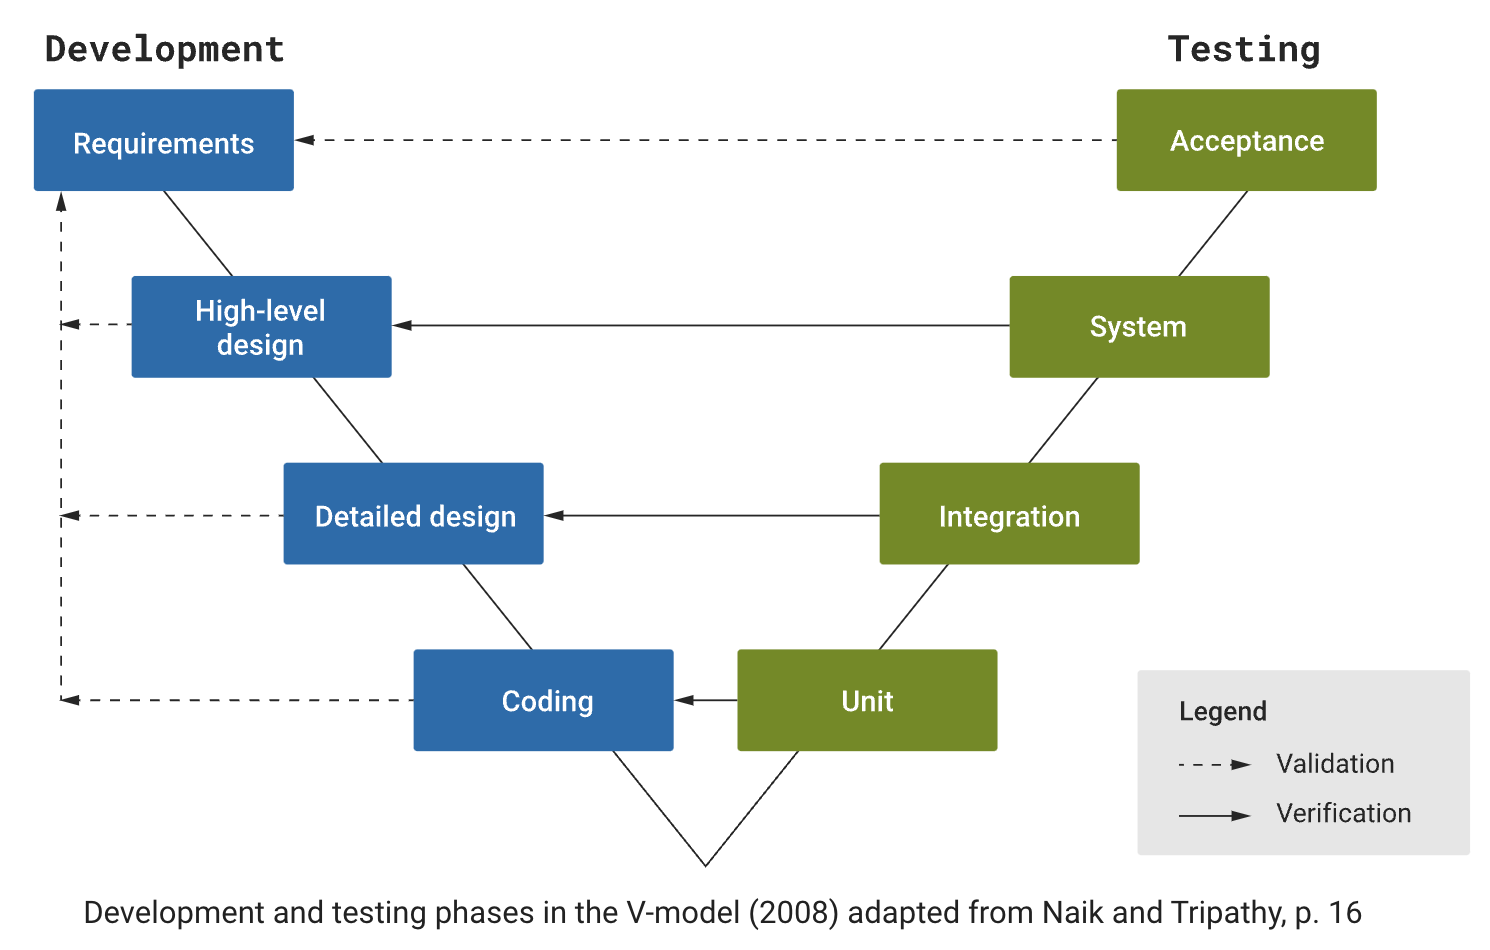 Development
Testing
Requirements
Acceptance
High-level
design
System
Detailed design
Integration
Coding
Unit
Legend
Validation
Verification
Development and testing phases in the V-model (2008) adapted from Naik and Tripathy, p. 16